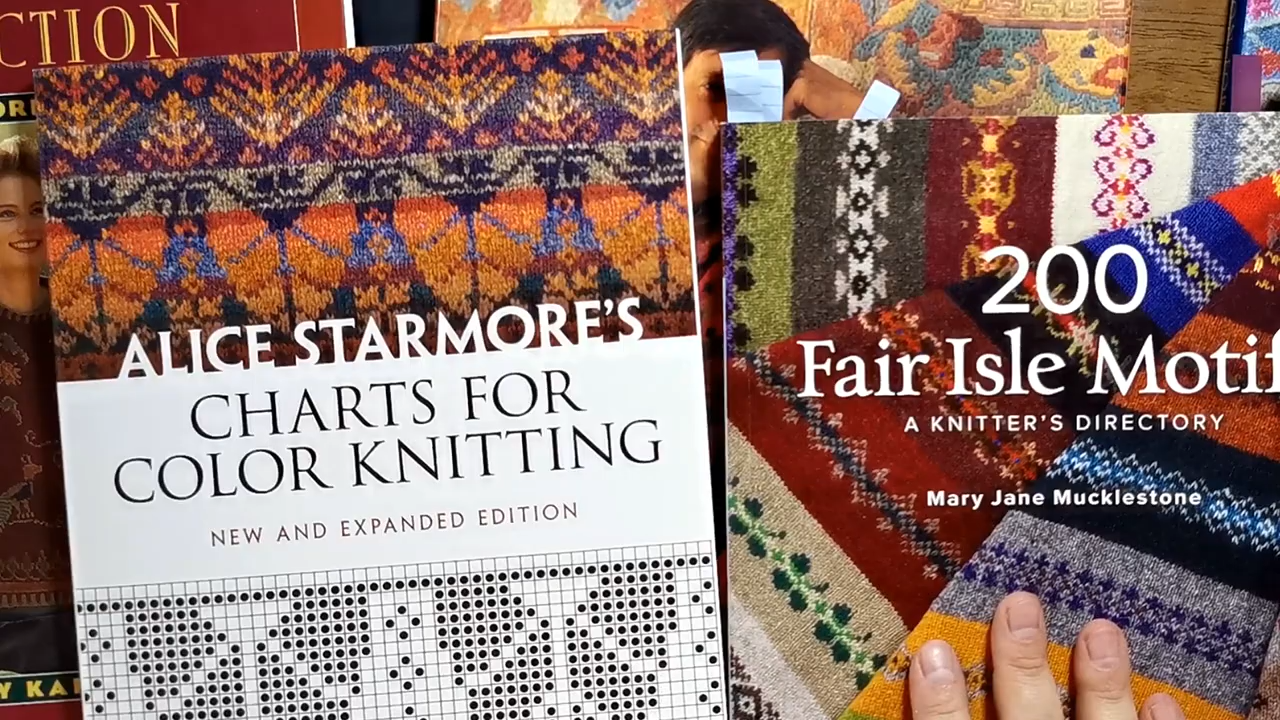 CTION
ALICE STARMORE'S
CHARTS FOR
COLOR KNITTING
NEW AND EXPANDED EDITION
200
Fair Isle Motif
A KNITTER'S DIRECTORY
Mary Jane Mucklestone